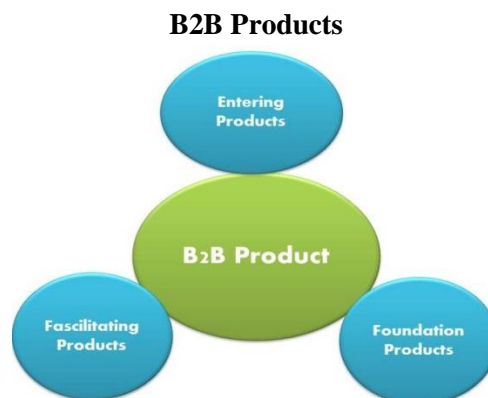 B2B Products
Entering
Products
B2B Product
Fascilitating
Products
Foundation
Products